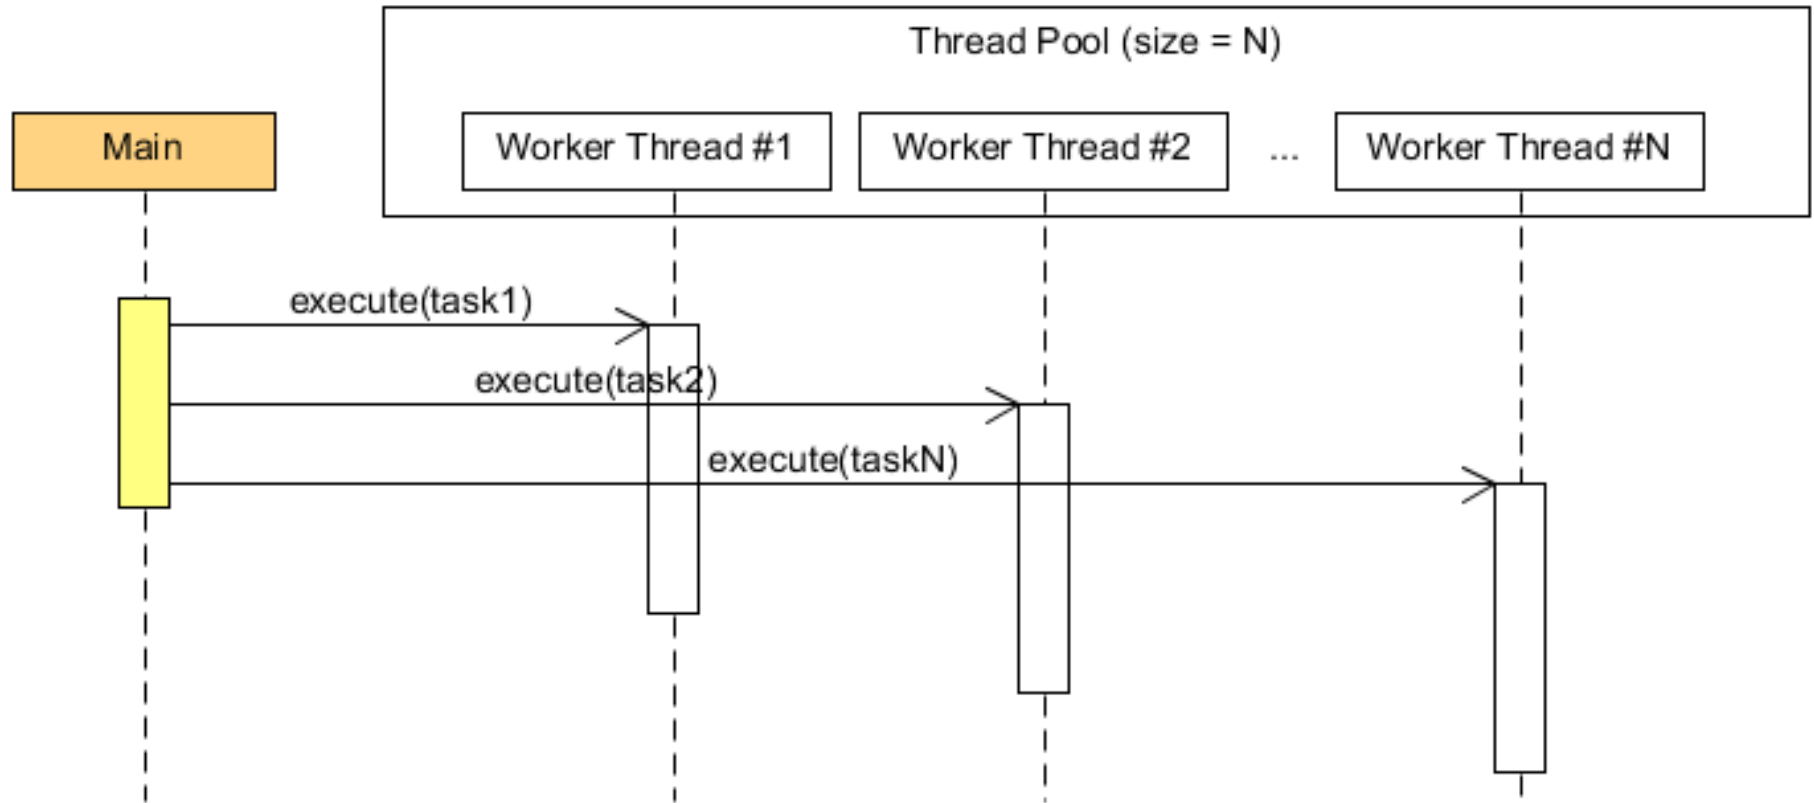 Thread Pool (size = N)
Main
Worker Thread #1
Worker Thread #2
...
Worker Thread #N
execute(task1)
execute(task2)
execute(taskN)